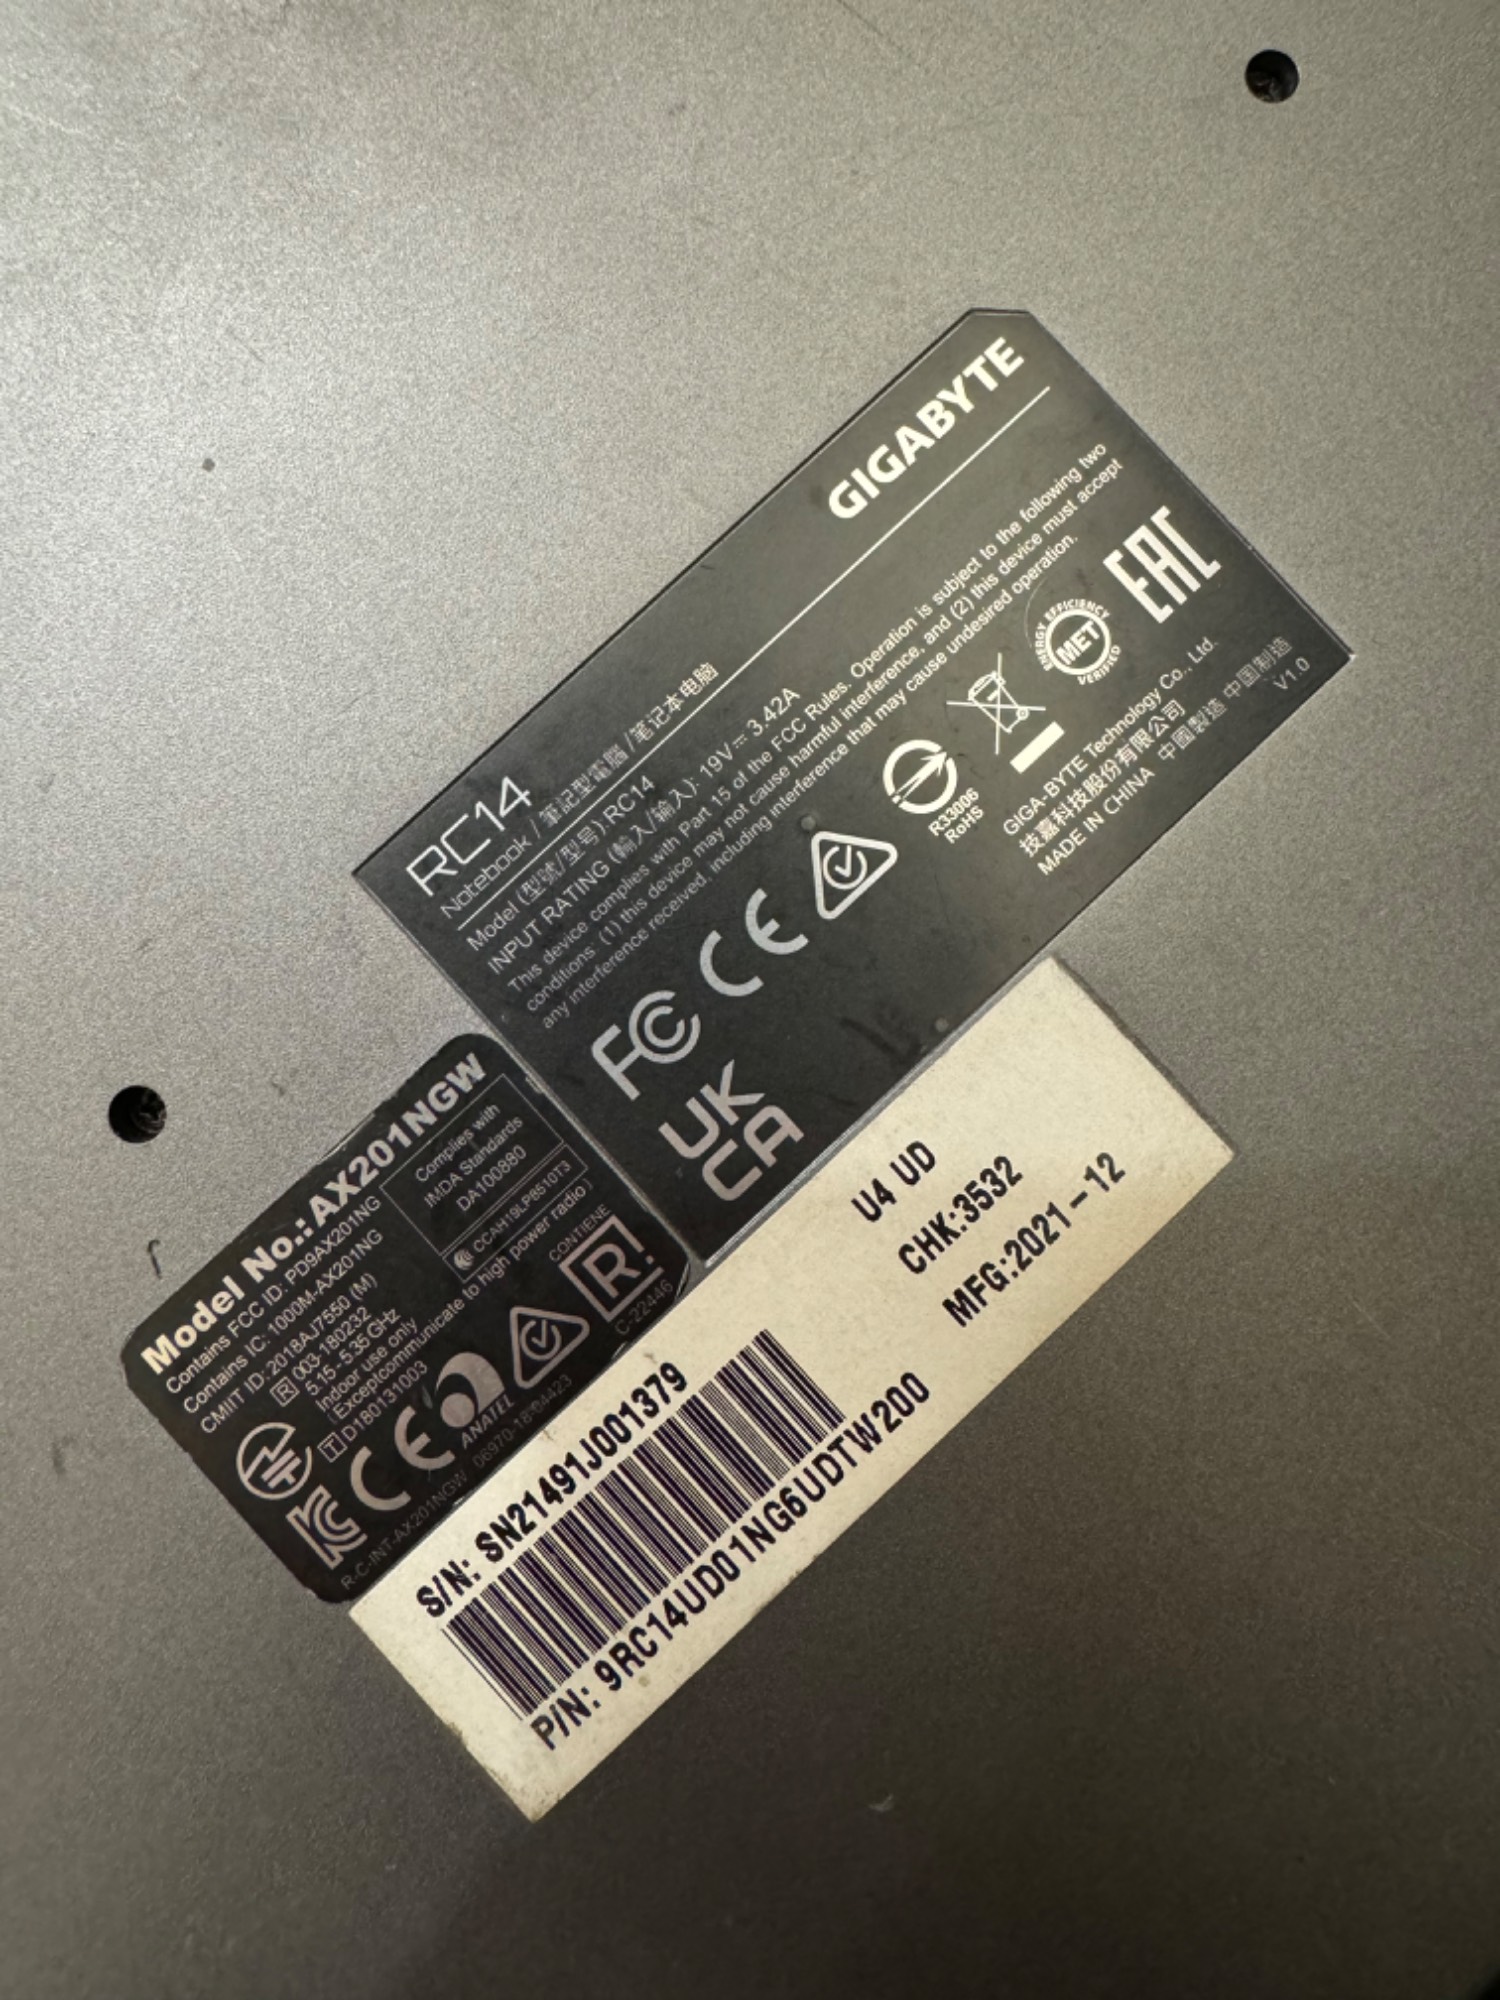 GIGABYTE
RC14
Notebook / 筆記型電腦 /笔记本电脑
Model (型號/型号):RC14
INPUT RATING (輸入/输入): 19V⎓ 3.42A
This device complies with Part 15 of the FCC Rules. Operation is subject to the following two
conditions: (1) this device may not cause harmful interference, and (2) this device must accept
any interference received, including interference that may cause undesired operation.
FC CE
R33006
RoHS
ENERGY EFFICIENCY
MET
VERIFIED
EAC
UK
CA
GIGA-BYTE Technology Co., Ltd.
技嘉科技股份有限公司
MADE IN CHINA 中國製造 中国制造
V1.0
Model No.:AX201NGW
Contains FCC ID: PD9AX201NG
Contains IC: 1000M-AX201NG
CMIIT ID: 2018AJ7550 (M)
R 003-180232
5.15 - 5.35 GHz
Indoor use only
(Exceptcommunicate to high power radio)
T D180131003
Complies with
IMDA Standards
DA100880
CCAH19LP8510T3
CONTIENE
R!
C-22446
CE
ANATEL
06970-18-04423
R-C-INT-AX201NGW
U4 UD
CHK:3532
MFG:2021-12
S/N: SN21491J001379
P/N: 9RC14UD01NG6UDTW200